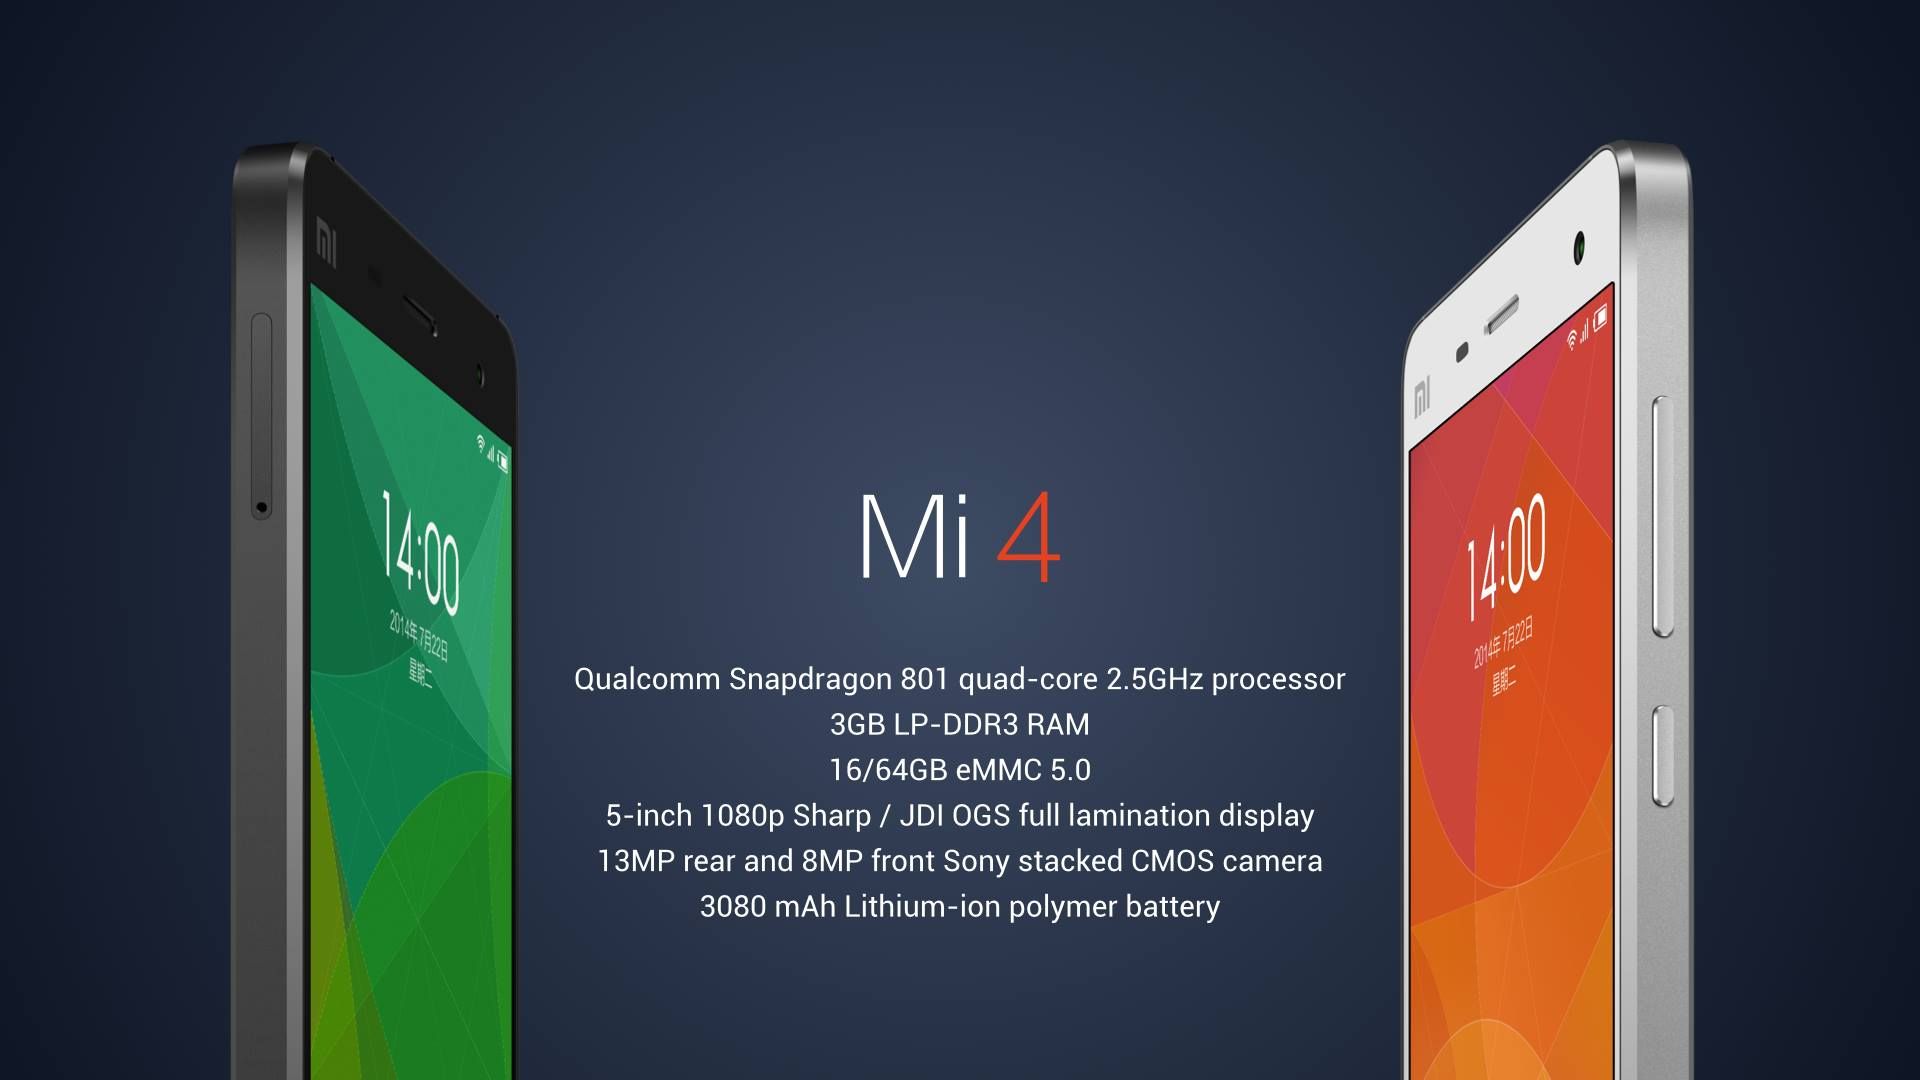 MI
14:00
2014年 7月22日
星期二
Mi 4
Qualcomm Snapdragon 801 quad-core 2.5GHz processor
3GB LP-DDR3 RAM
16/64GB eMMC 5.0
5-inch 1080p Sharp / JDI OGS full lamination display
13MP rear and 8MP front Sony stacked CMOS camera
3080 mAh Lithium-ion polymer battery
MI
14:00
2014年 7月22日
星期二